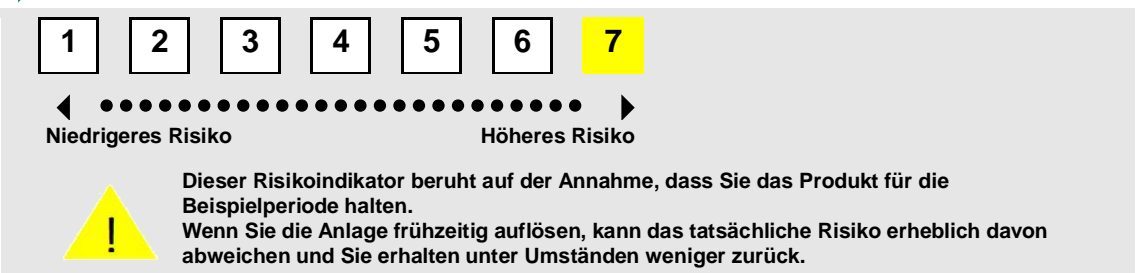 1 2 3 4 5 6 7
Niedrigeres Risiko Höheres Risiko
Dieser Risikoindikator beruht auf der Annahme, dass Sie das Produkt für die
Beispielperiode halten.
!
Wenn Sie die Anlage frühzeitig auflösen, kann das tatsächliche Risiko erheblich davon
abweichen und Sie erhalten unter Umständen weniger zurück.